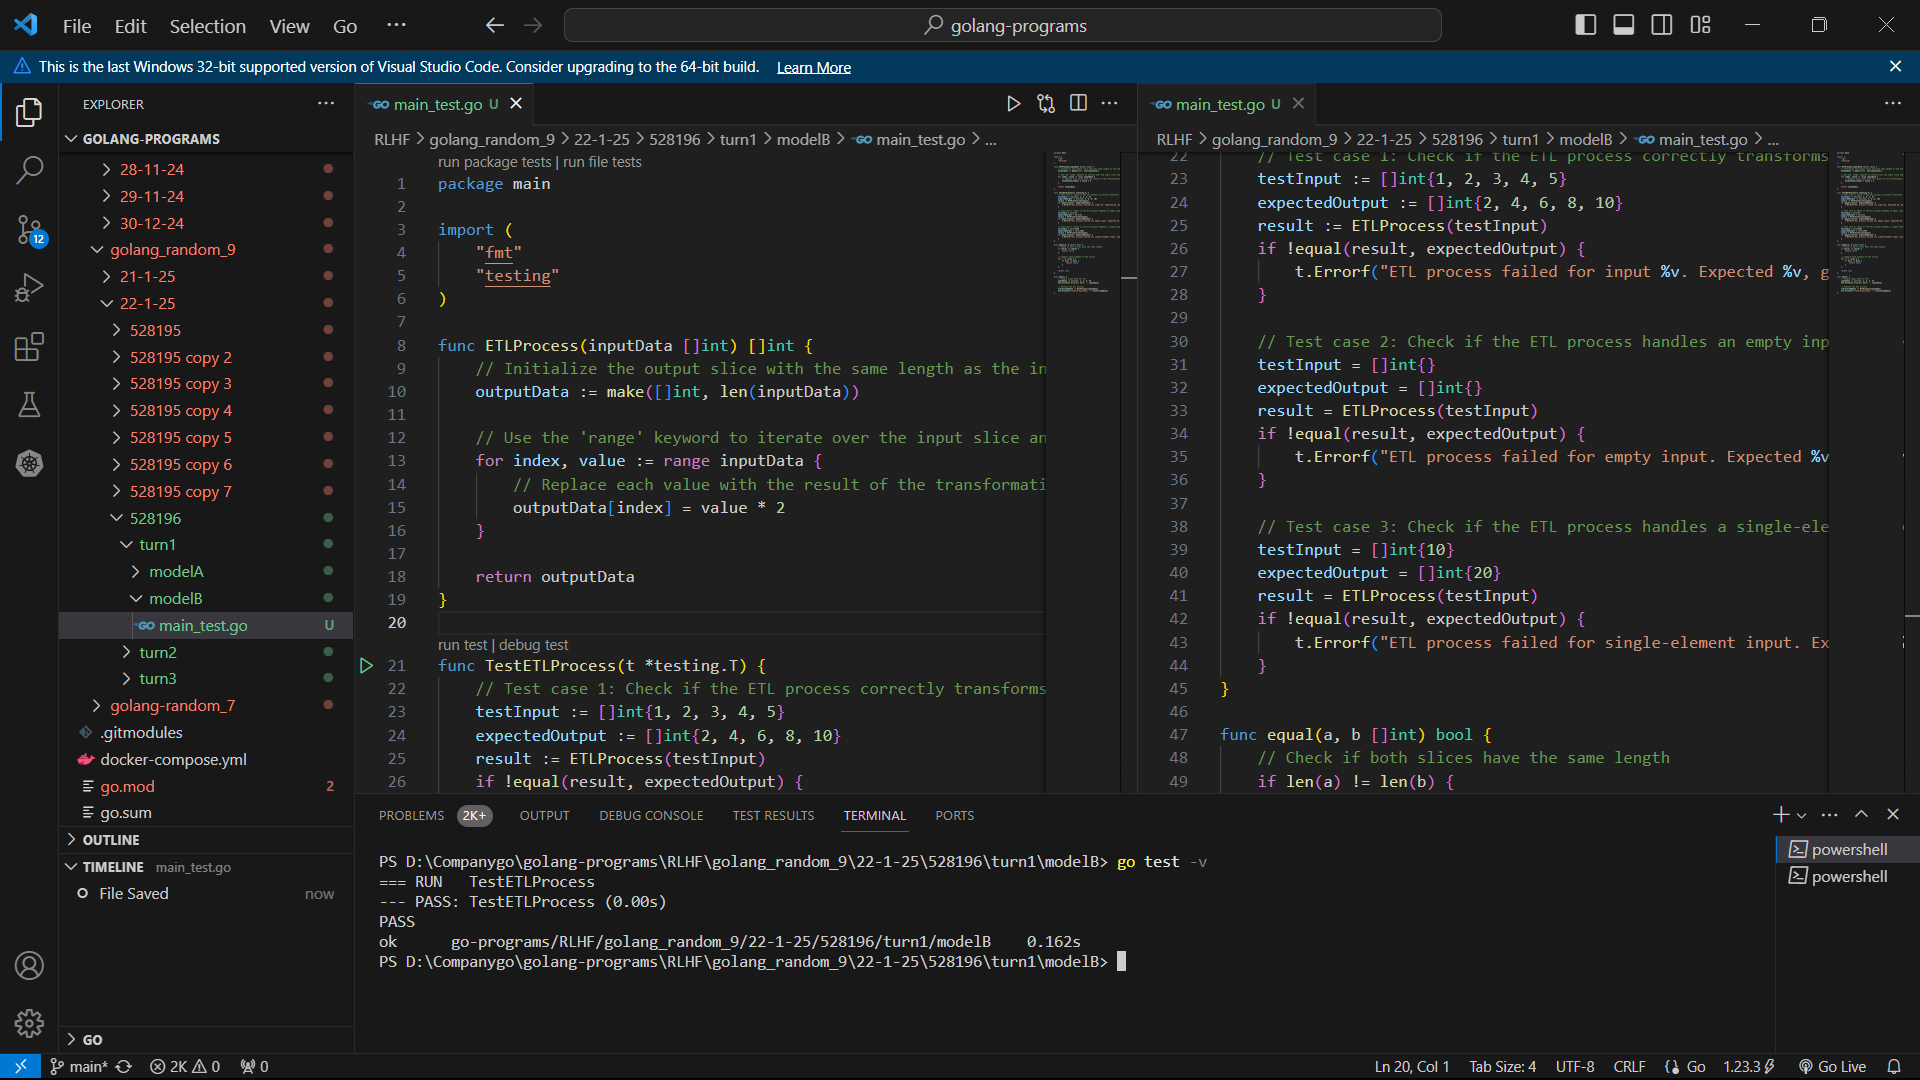 File Edit Selection View Go ··· golang-programs
This is the last Windows 32-bit supported version of Visual Studio Code. Consider upgrading to the 64-bit build. Learn More
EXPLORER
GOLANG-PROGRAMS
28-11-24
29-11-24
30-12-24
golang_random_9
21-1-25
22-1-25
528195
528195 copy 2
528195 copy 3
528195 copy 4
528195 copy 5
528195 copy 6
528195 copy 7
528196
turn1
modelA
modelB
main_test.go U
turn2
turn3
golang-random_7
.gitmodules
docker-compose.yml
go.mod 2
go.sum
OUTLINE
TIMELINE main_test.go
File Saved now
GO
12
main_test.go U
RLHF > golang_random_9 > 22-1-25 > 528196 > turn1 > modelB > main_test.go > ...
run package tests | run file tests
1 package main
2
3 import (
4 "fmt"
5 "testing"
6 )
7
8 func ETLProcess(inputData []int) []int {
9 // Initialize the output slice with the same length as the in
10 outputData := make([]int, len(inputData))
11
12 // Use the 'range' keyword to iterate over the input slice an
13 for index, value := range inputData {
14 // Replace each value with the result of the transformati
15 outputData[index] = value * 2
16 }
17
18 return outputData
19 }
20
run test | debug test
21 func TestETLProcess(t *testing.T) {
22 // Test case 1: Check if the ETL process correctly transforms
23 testInput := []int{1, 2, 3, 4, 5}
24 expectedOutput := []int{2, 4, 6, 8, 10}
25 result := ETLProcess(testInput)
26 if !equal(result, expectedOutput) {
main_test.go U
RLHF > golang_random_9 > 22-1-25 > 528196 > turn1 > modelB > main_test.go > ...
22 // Test case 1: Check if the ETL process correctly transforms
23 testInput := []int{1, 2, 3, 4, 5}
24 expectedOutput := []int{2, 4, 6, 8, 10}
25 result := ETLProcess(testInput)
26 if !equal(result, expectedOutput) {
27 t.Errorf("ETL process failed for input %v. Expected %v, g
28 }
29
30 // Test case 2: Check if the ETL process handles an empty inp
31 testInput = []int{}
32 expectedOutput = []int{}
33 result = ETLProcess(testInput)
34 if !equal(result, expectedOutput) {
35 t.Errorf("ETL process failed for empty input. Expected %v
36 }
37
38 // Test case 3: Check if the ETL process handles a single-ele
39 testInput = []int{10}
40 expectedOutput = []int{20}
41 result = ETLProcess(testInput)
42 if !equal(result, expectedOutput) {
43 t.Errorf("ETL process failed for single-element input. Ex
44 }
45 }
46
47 func equal(a, b []int) bool {
48 // Check if both slices have the same length
49 if len(a) != len(b) {
PROBLEMS 2K+ OUTPUT DEBUG CONSOLE TEST RESULTS TERMINAL PORTS
PS D:\Companygo\golang-programs\RLHF\golang_random_9\22-1-25\528196\turn1\modelB> go test -v
=== RUN TestETLProcess
--- PASS: TestETLProcess (0.00s)
PASS
ok go-programs/RLHF/golang_random_9/22-1-25/528196/turn1/modelB 0.162s
PS D:\Companygo\golang-programs\RLHF\golang_random_9\22-1-25\528196\turn1\modelB>
powershell
powershell
main* 2K 0 0 Ln 20, Col 1 Tab Size: 4 UTF-8 CRLF Go 1.23.3 Go Live